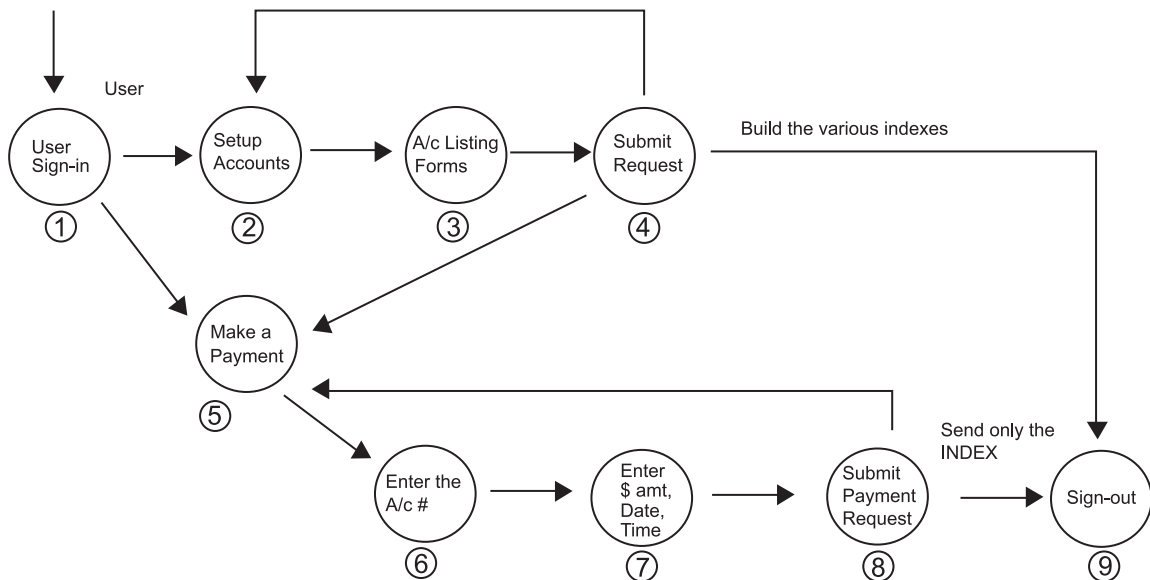 User
User
Sign-in
Setup
Accounts
A/c Listing
Forms
Submit
Request
Build the various indexes
1
2
3
4
Make a
Payment
5
Enter the
A/c #
Enter
$ amt,
Date,
Time
Submit
Payment
Request
Send only the
INDEX
Sign-out
6
7
8
9